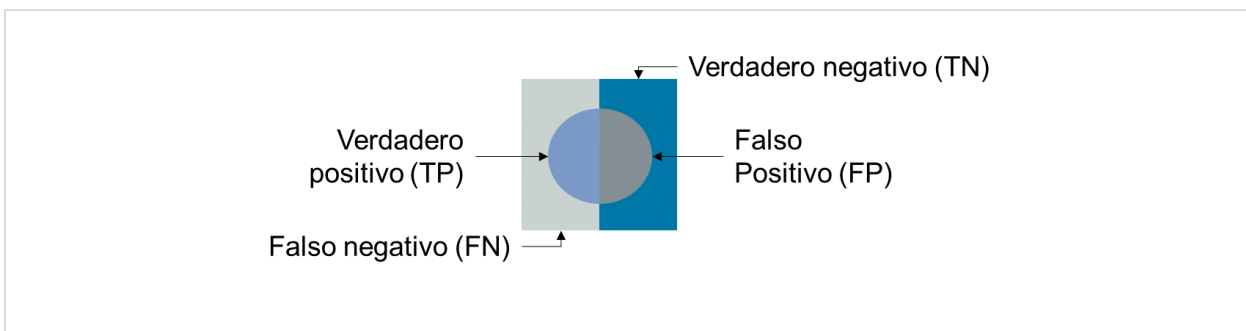 Verdadero negativo (TN)
Verdadero
positivo (TP)
Falso
Positivo (FP)
Falso negativo (FN)